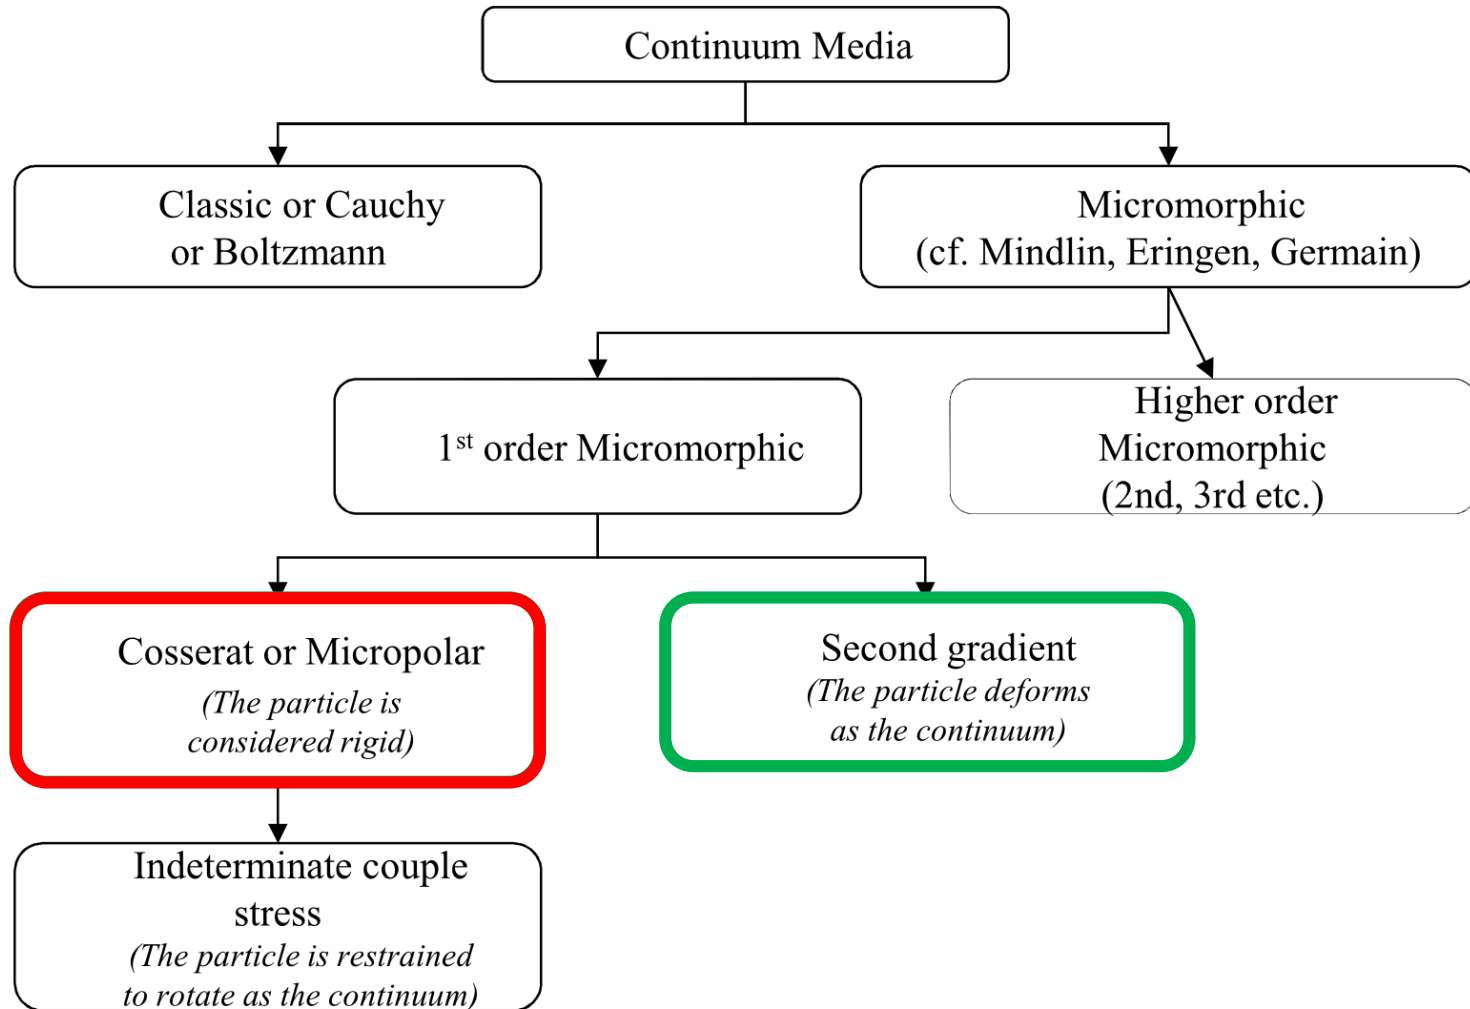 Continuum Media
Classic or Cauchy
or Boltzmann
Micromorphic
(cf. Mindlin, Eringen, Germain)
1st order Micromorphic
Higher order
Micromorphic
(2nd, 3rd etc.)
Cosserat or Micropolar
(The particle is
considered rigid)
Second gradient
(The particle deforms
as the continuum)
Indeterminate couple
stress
(The particle is restrained
to rotate as the continuum)